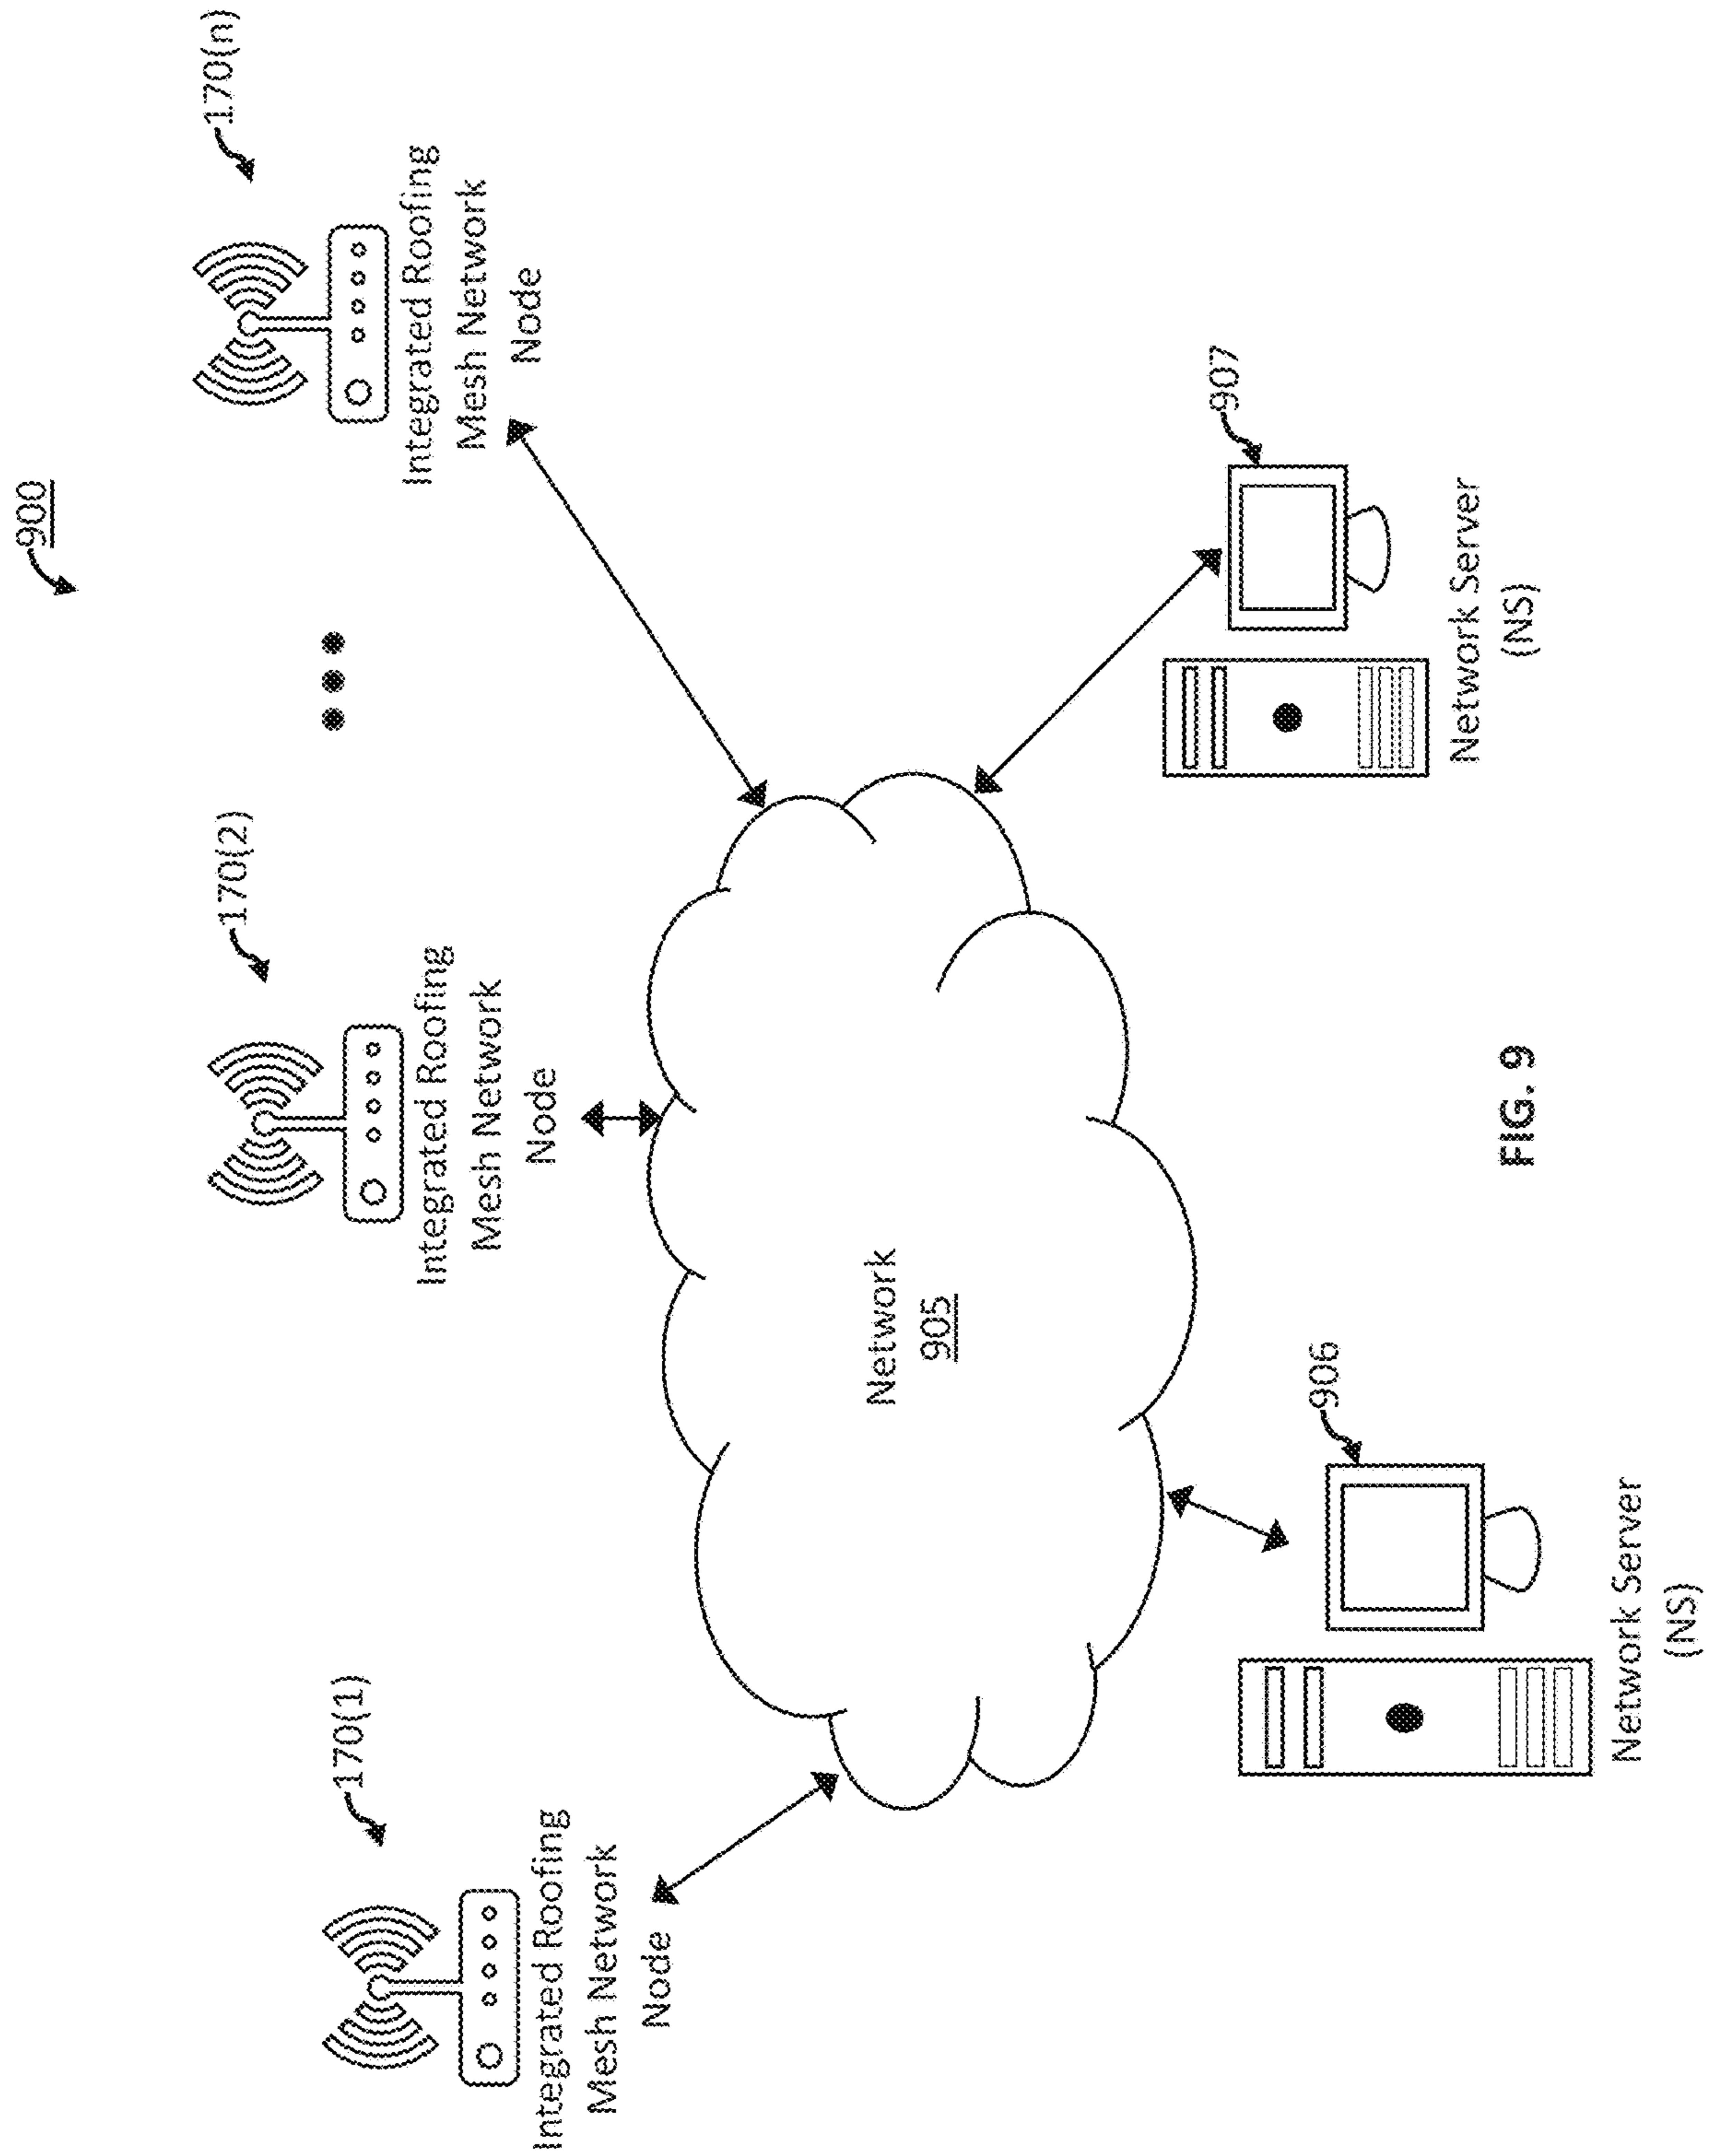 900
170(1)
Integrated Roofing
Mesh Network
Node
170(2)
Integrated Roofing
Mesh Network
Node
170(n)
Integrated Roofing
Mesh Network
Node
Network
905
906
Network Server
(NS)
907
Network Server
(NS)
FIG. 9